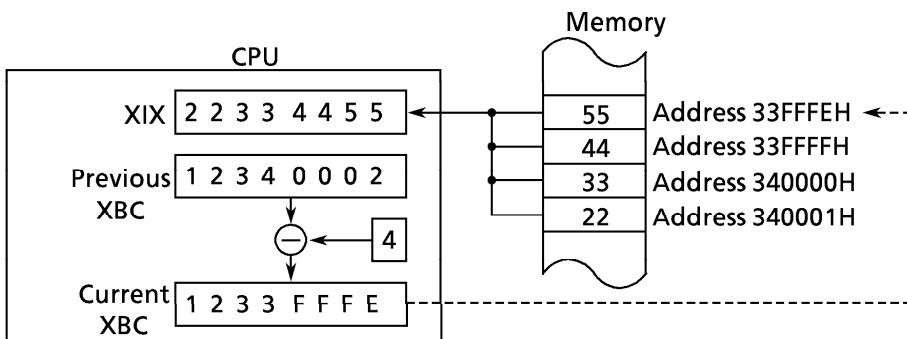 Memory
CPU
XIX 2 2 3 3 4 4 5 5
55 Address 33FFFEH
44 Address 33FFFFH
Previous XBC 1 2 3 4 0 0 0 2
33 Address 340000H
22 Address 340001H
− 4
Current XBC 1 2 3 3 F F F E